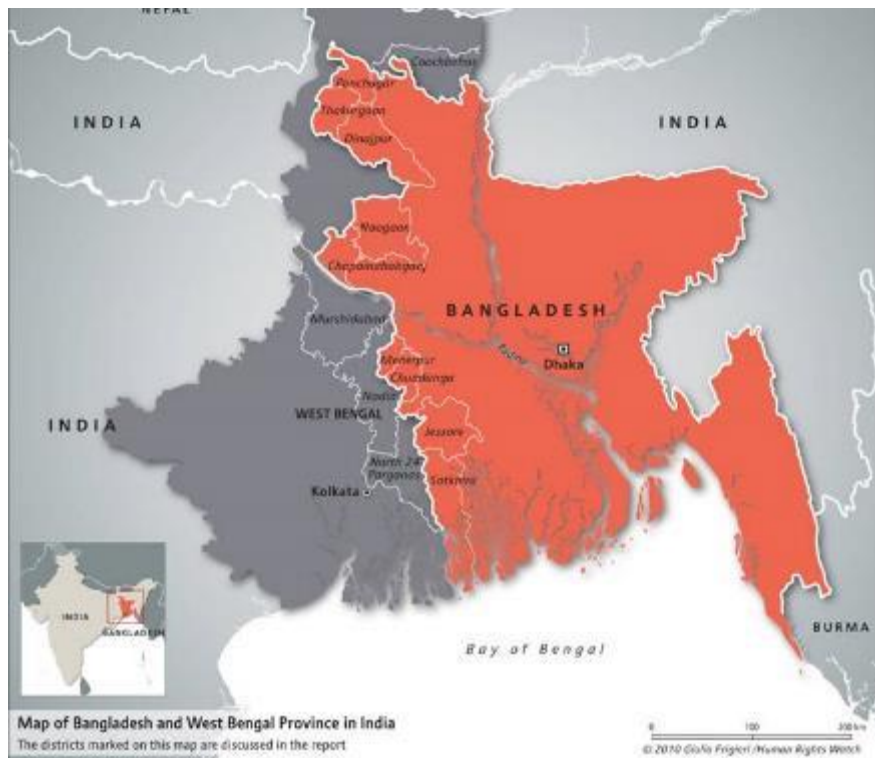 NEPAL
Coochbehar
Panchagar
Thakurgaon
Dinajpur
INDIA
INDIA
Naogaon
Chapainababganj
BANGLADESH
Murshidabad
Padma
Dhaka
Meherpur
Chuadanga
Nadia
WEST BENGAL
INDIA
Jessore
North 24
Parganas
Satkhira
Kolkata
INDIA
BANGLADESH
BURMA
Bay of Bengal
Map of Bangladesh and West Bengal Province in India
The districts marked on this map are discussed in the report
0 100 200 km
© 2010 Giulio Frigieri /Human Rights Watch